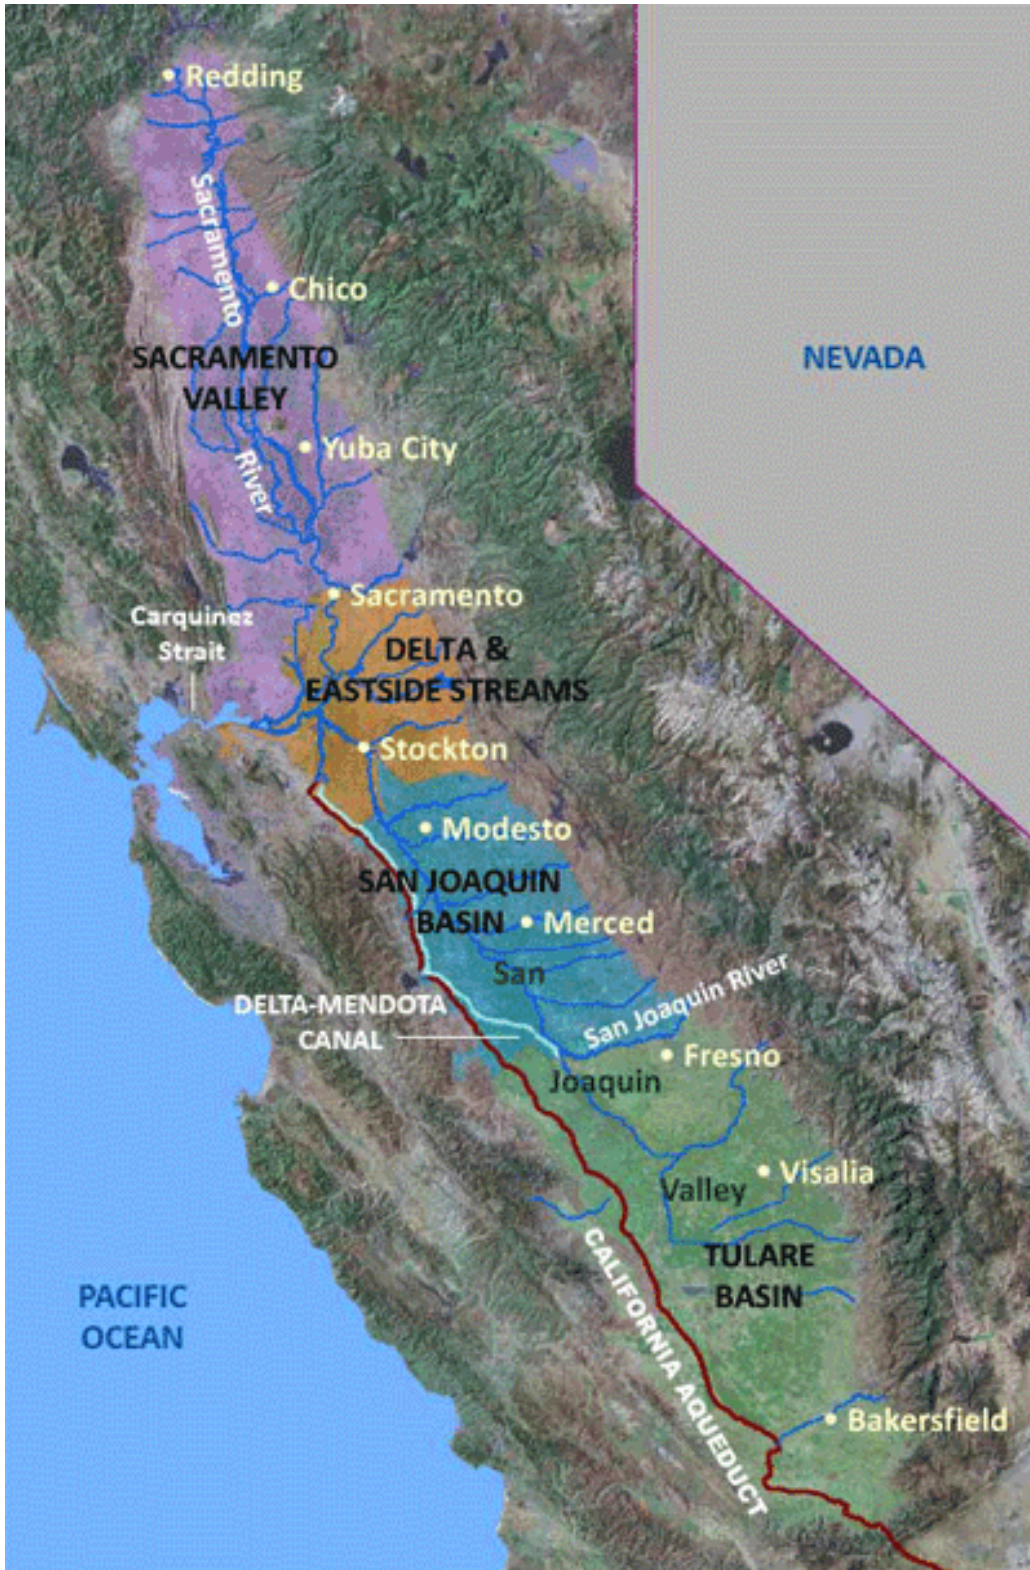 Redding
Sacramento
Chico
SACRAMENTO
VALLEY
NEVADA
Yuba City
River
Sacramento
Carquinez
Strait
DELTA &
EASTSIDE STREAMS
Stockton
Modesto
SAN JOAQUIN
BASIN
Merced
San
San Joaquin River
DELTA-MENDOTA
CANAL
Fresno
Joaquin
Visalia
Valley
TULARE
BASIN
CALIFORNIA AQUEDUCT
PACIFIC
OCEAN
Bakersfield